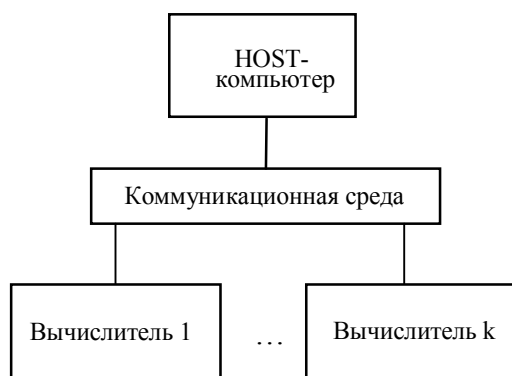 HOST-
компьютер
Коммуникационная среда
Вычислитель 1
…
Вычислитель k